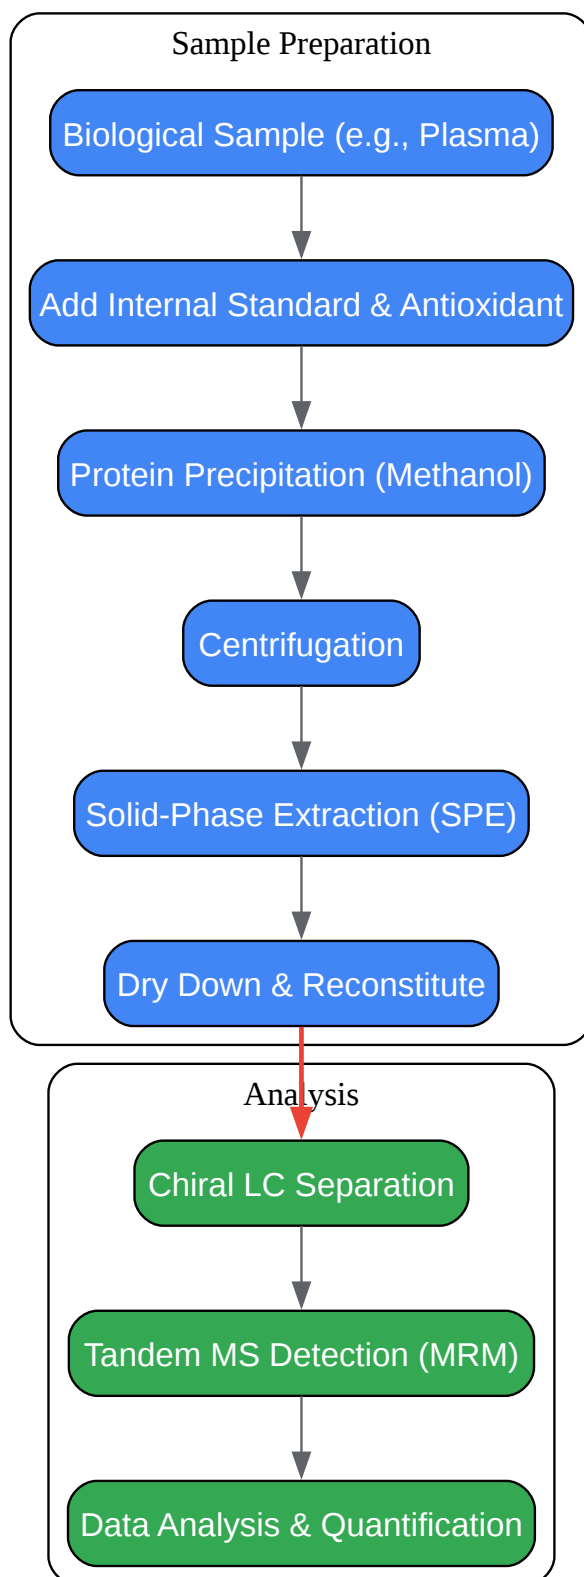 Sample Preparation
Biological Sample (e.g., Plasma)
Add Internal Standard & Antioxidant
Protein Precipitation (Methanol)
Centrifugation
Solid-Phase Extraction (SPE)
Dry Down & Reconstitute
Analysis
Chiral LC Separation
Tandem MS Detection (MRM)
Data Analysis & Quantification